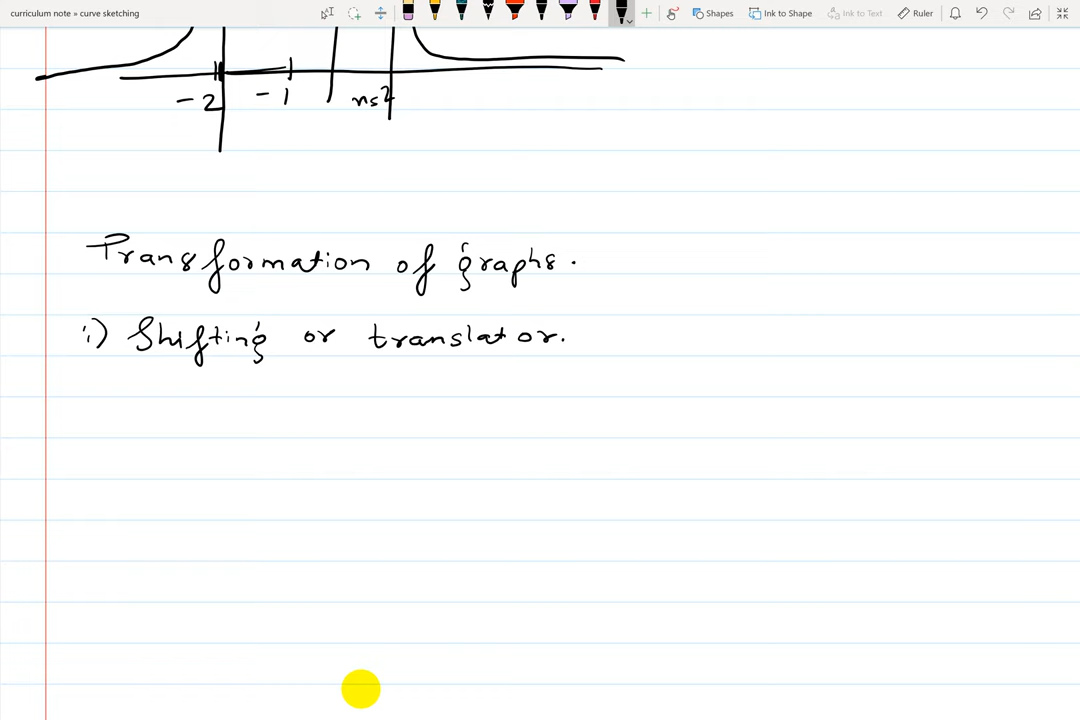 curriculum note » curve sketching
Shapes Ink to Shape Ink to Text Ruler
-2 -1 ns2
Transformation of graphs.
i) Shifting or translator.